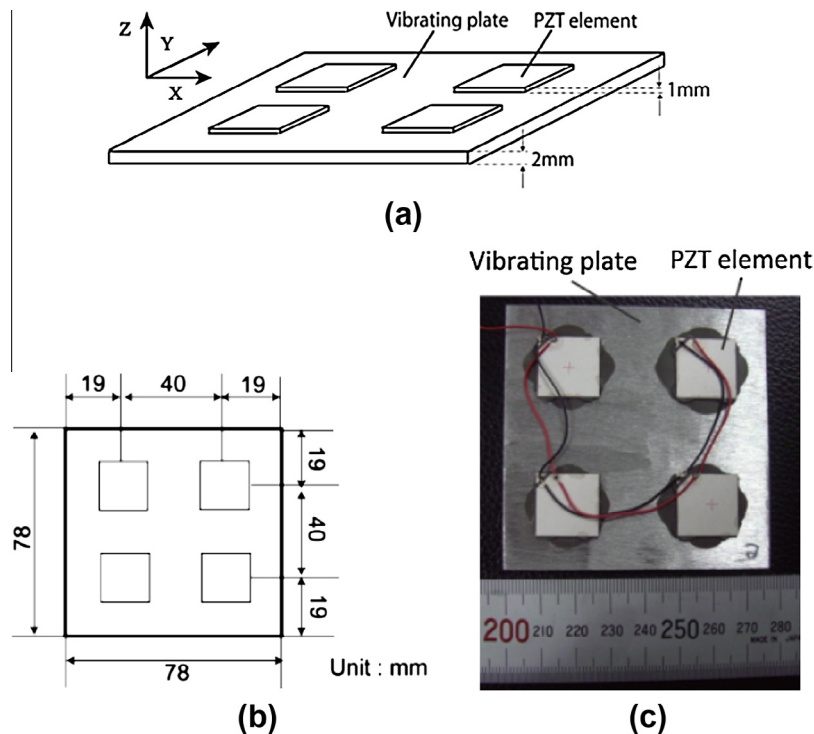 Z
Y
X
Vibrating plate
PZT element
1mm
2mm
(a)
19
40
19
19
40
19
78
78
Unit : mm
(b)
Vibrating plate
PZT element
2
200 210 220 230 240 250 260 270 280
MADE IN JAPAN
(c)